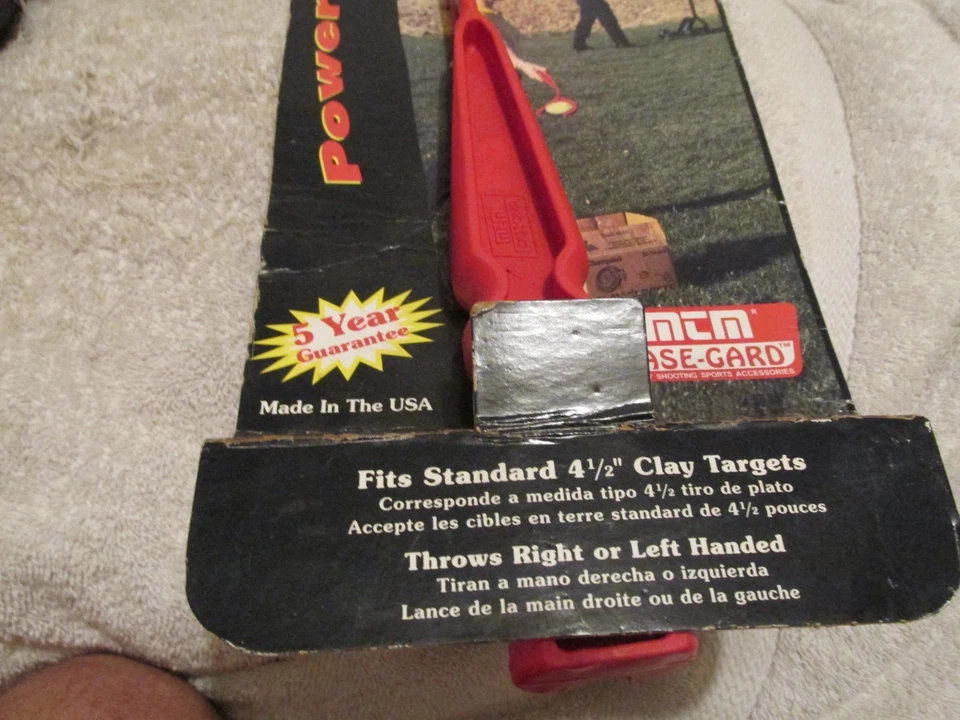 Power
5 Year
Guarantee
Made In The USA
MTM
ASE-GARD™
SHOOTING SPORTS ACCESSORIES
Fits Standard 4½" Clay Targets
Corresponde a medida tipo 4½ tiro de plato
Accepte les cibles en terre standard de 4½ pouces
Throws Right or Left Handed
Tiran a mano derecha o izquierda
Lance de la main droite ou de la gauche